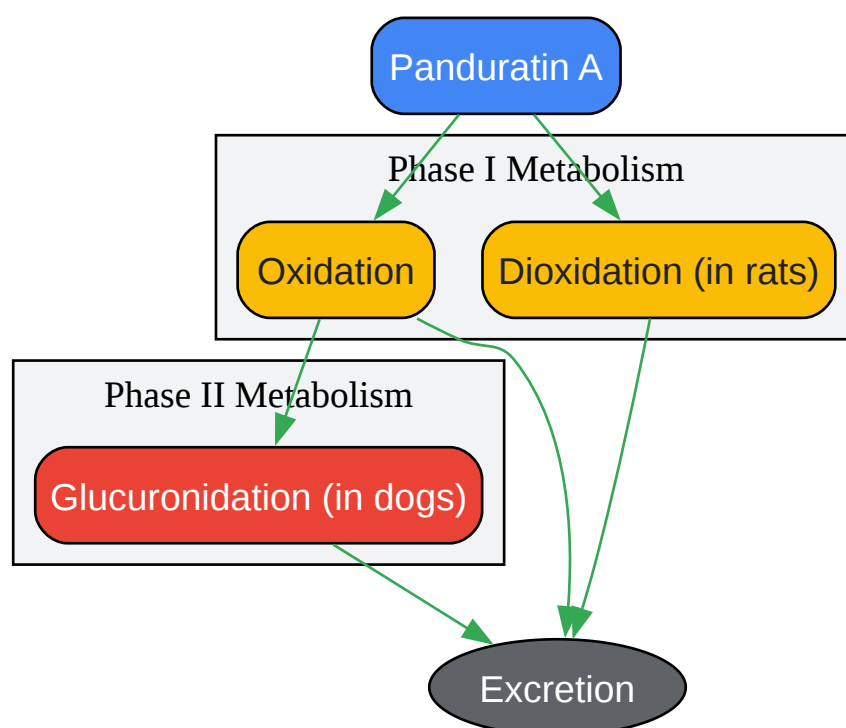 Panduratin A
Phase I Metabolism
Oxidation
Dioxidation (in rats)
Phase II Metabolism
Glucuronidation (in dogs)
Excretion